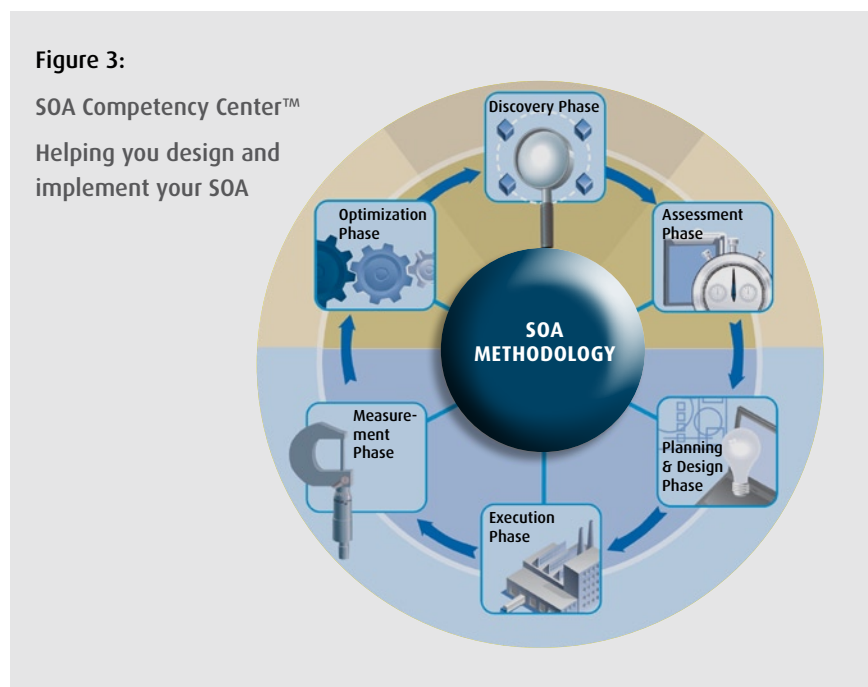 Figure 3:
SOA Competency Center™
Helping you design and
implement your SOA
Discovery Phase
Assessment
Phase
Planning
& Design
Phase
Execution
Phase
Measure-
ment
Phase
Optimization
Phase
SOA
METHODOLOGY